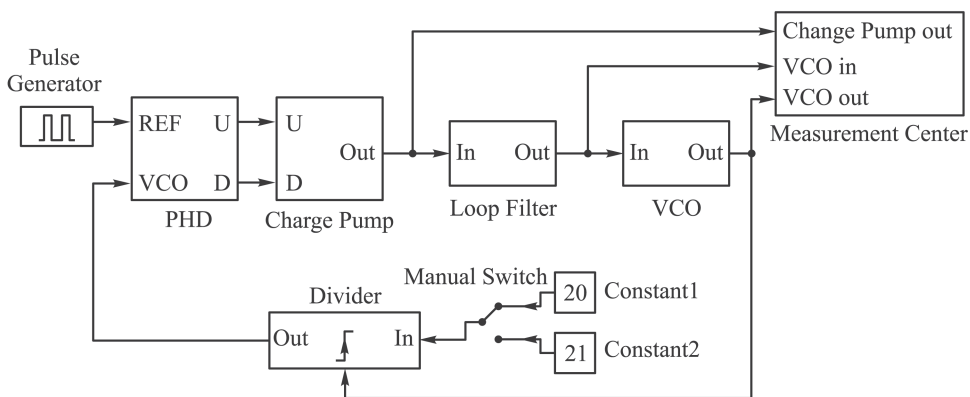 Pulse
Generator
REF U
VCO D
PHD
U
Out
D
Charge Pump
In Out
Loop Filter
In Out
VCO
Change Pump out
VCO in
VCO out
Measurement Center
Manual Switch
20 Constant1
21 Constant2
Divider
Out In